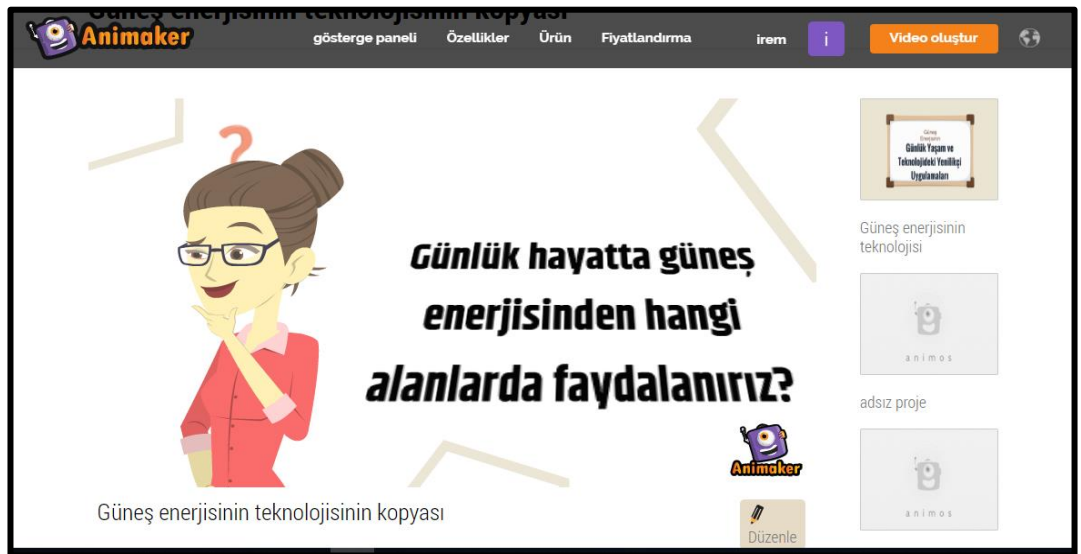 Güneş enerjisinin teknolojisinin kopyası
Animaker
gösterge paneli Özellikler Ürün Fiyatlandırma irem i Video oluştur
?
Günlük hayatta güneş
enerjisinden hangi
alanlarda faydalanırız?
Animaker
Güneş enerjisinin teknolojisinin kopyası
Düzenle
Güneş
Enerjisinin
Günlük Yaşam ve
Teknolojideki Yenilikçi
Uygulamaları
Güneş enerjisinin
teknolojisi
animos
adsız proje
animos